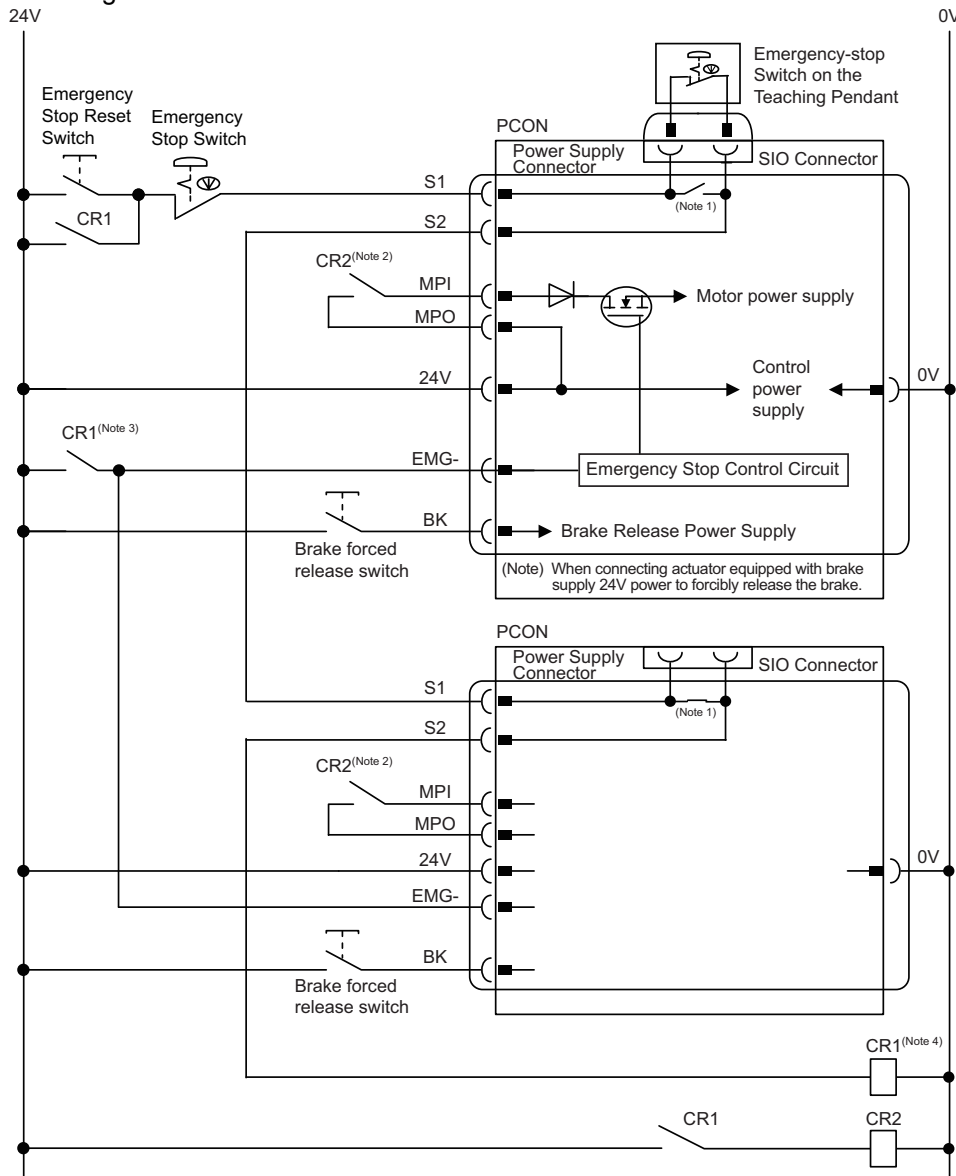 24V
0V
Emergency-stop
Switch on the
Teaching Pendant
Emergency
Stop Reset
Switch
Emergency
Stop Switch
PCON
Power Supply
Connector
SIO Connector
S1
(Note 1)
CR1
S2
CR2(Note 2)
MPI
Motor power supply
MPO
24V
Control
power
supply
0V
CR1(Note 3)
EMG-
Emergency Stop Control Circuit
BK
Brake Release Power Supply
Brake forced
release switch
(Note) When connecting actuator equipped with brake
supply 24V power to forcibly release the brake.
PCON
Power Supply
Connector
SIO Connector
S1
(Note 1)
S2
CR2(Note 2)
MPI
MPO
24V
0V
EMG-
BK
Brake forced
release switch
CR1(Note 4)
CR1
CR2